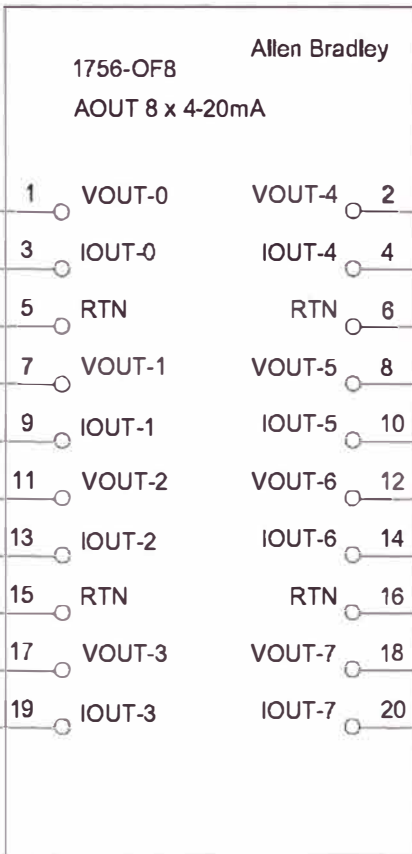 Allen Bradley
1756-OF8
AOUT 8 x 4-20mA
1 VOUT-0 VOUT-4 2
3 IOUT-0 IOUT-4 4
5 RTN RTN 6
7 VOUT-1 VOUT-5 8
9 IOUT-1 IOUT-5 10
11 VOUT-2 VOUT-6 12
13 IOUT-2 IOUT-6 14
15 RTN RTN 16
17 VOUT-3 VOUT-7 18
19 IOUT-3 IOUT-7 20